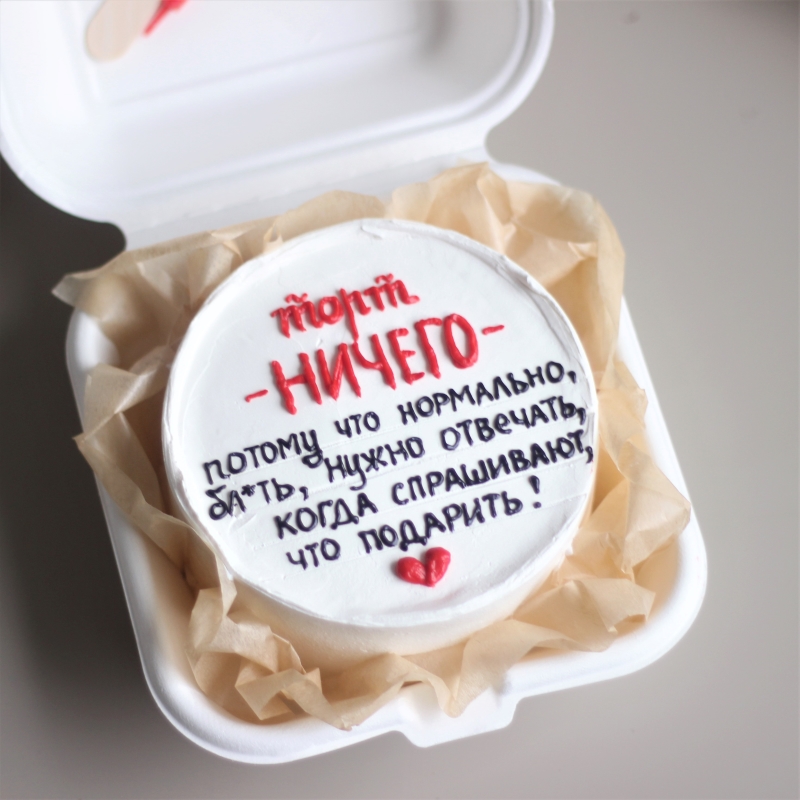 торт
-НИЧЕГО-
потому что нормально,
бл*ть, нужно отвечать,
когда спрашивают,
что подарить!